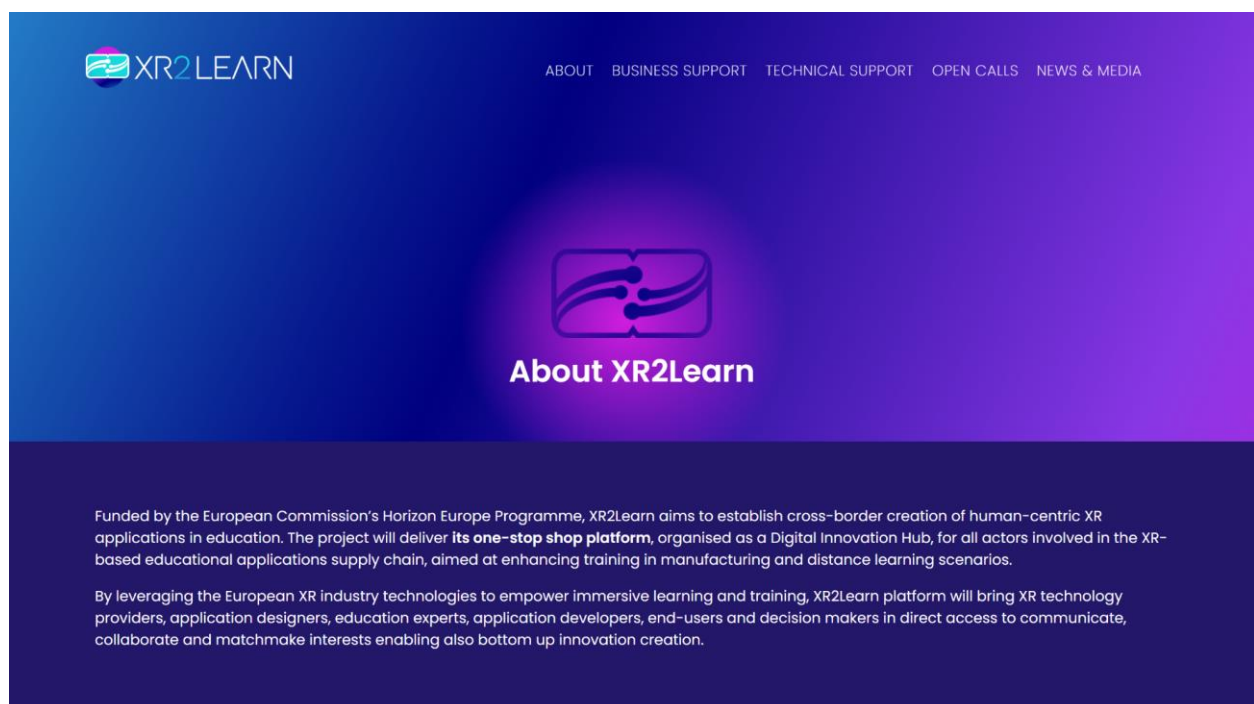 XR2LEARN
ABOUT BUSINESS SUPPORT TECHNICAL SUPPORT OPEN CALLS NEWS & MEDIA
About XR2Learn
Funded by the European Commission's Horizon Europe Programme, XR2Learn aims to establish cross-border creation of human-centric XR
applications in education. The project will deliver its one-stop shop platform, organised as a Digital Innovation Hub, for all actors involved in the XR-
based educational applications supply chain, aimed at enhancing training in manufacturing and distance learning scenarios.
By leveraging the European XR industry technologies to empower immersive learning and training, XR2Learn platform will bring XR technology
providers, application designers, education experts, application developers, end-users and decision makers in direct access to communicate,
collaborate and matchmake interests enabling also bottom up innovation creation.